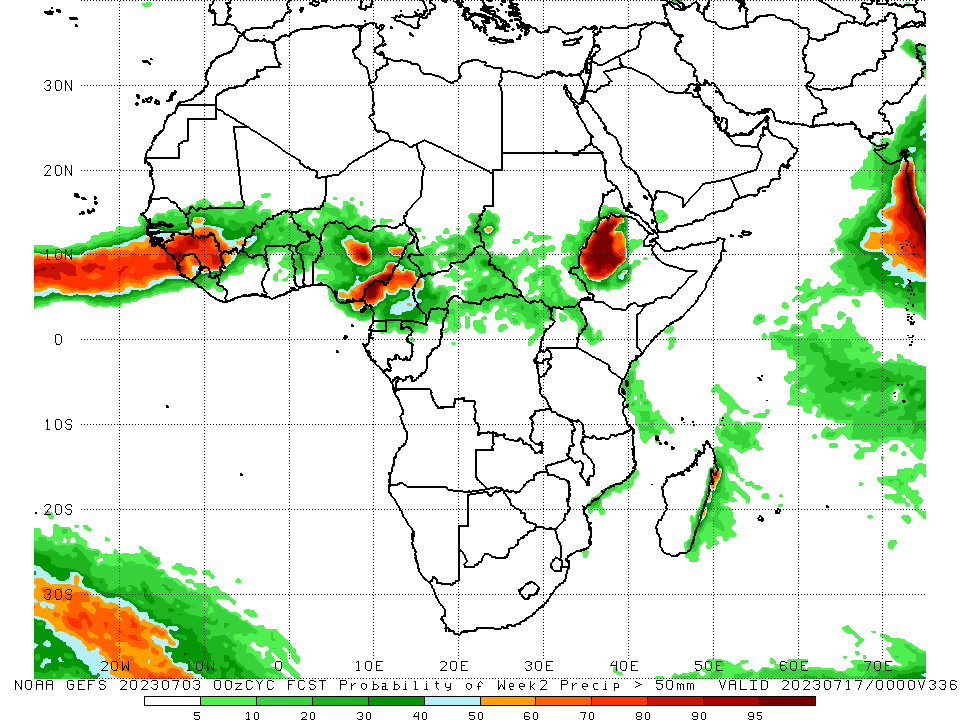 30N
20N
10N
0
10S
20S
30S
20W 10W 0 10E 20E 30E 40E 50E 60E 70E
NOAA GEFS 20230703 00zCYC FCST Probability of Week2 Precip > 50mm VALID 20230717/0000V336
5 10 20 30 40 50 60 70 80 90 95